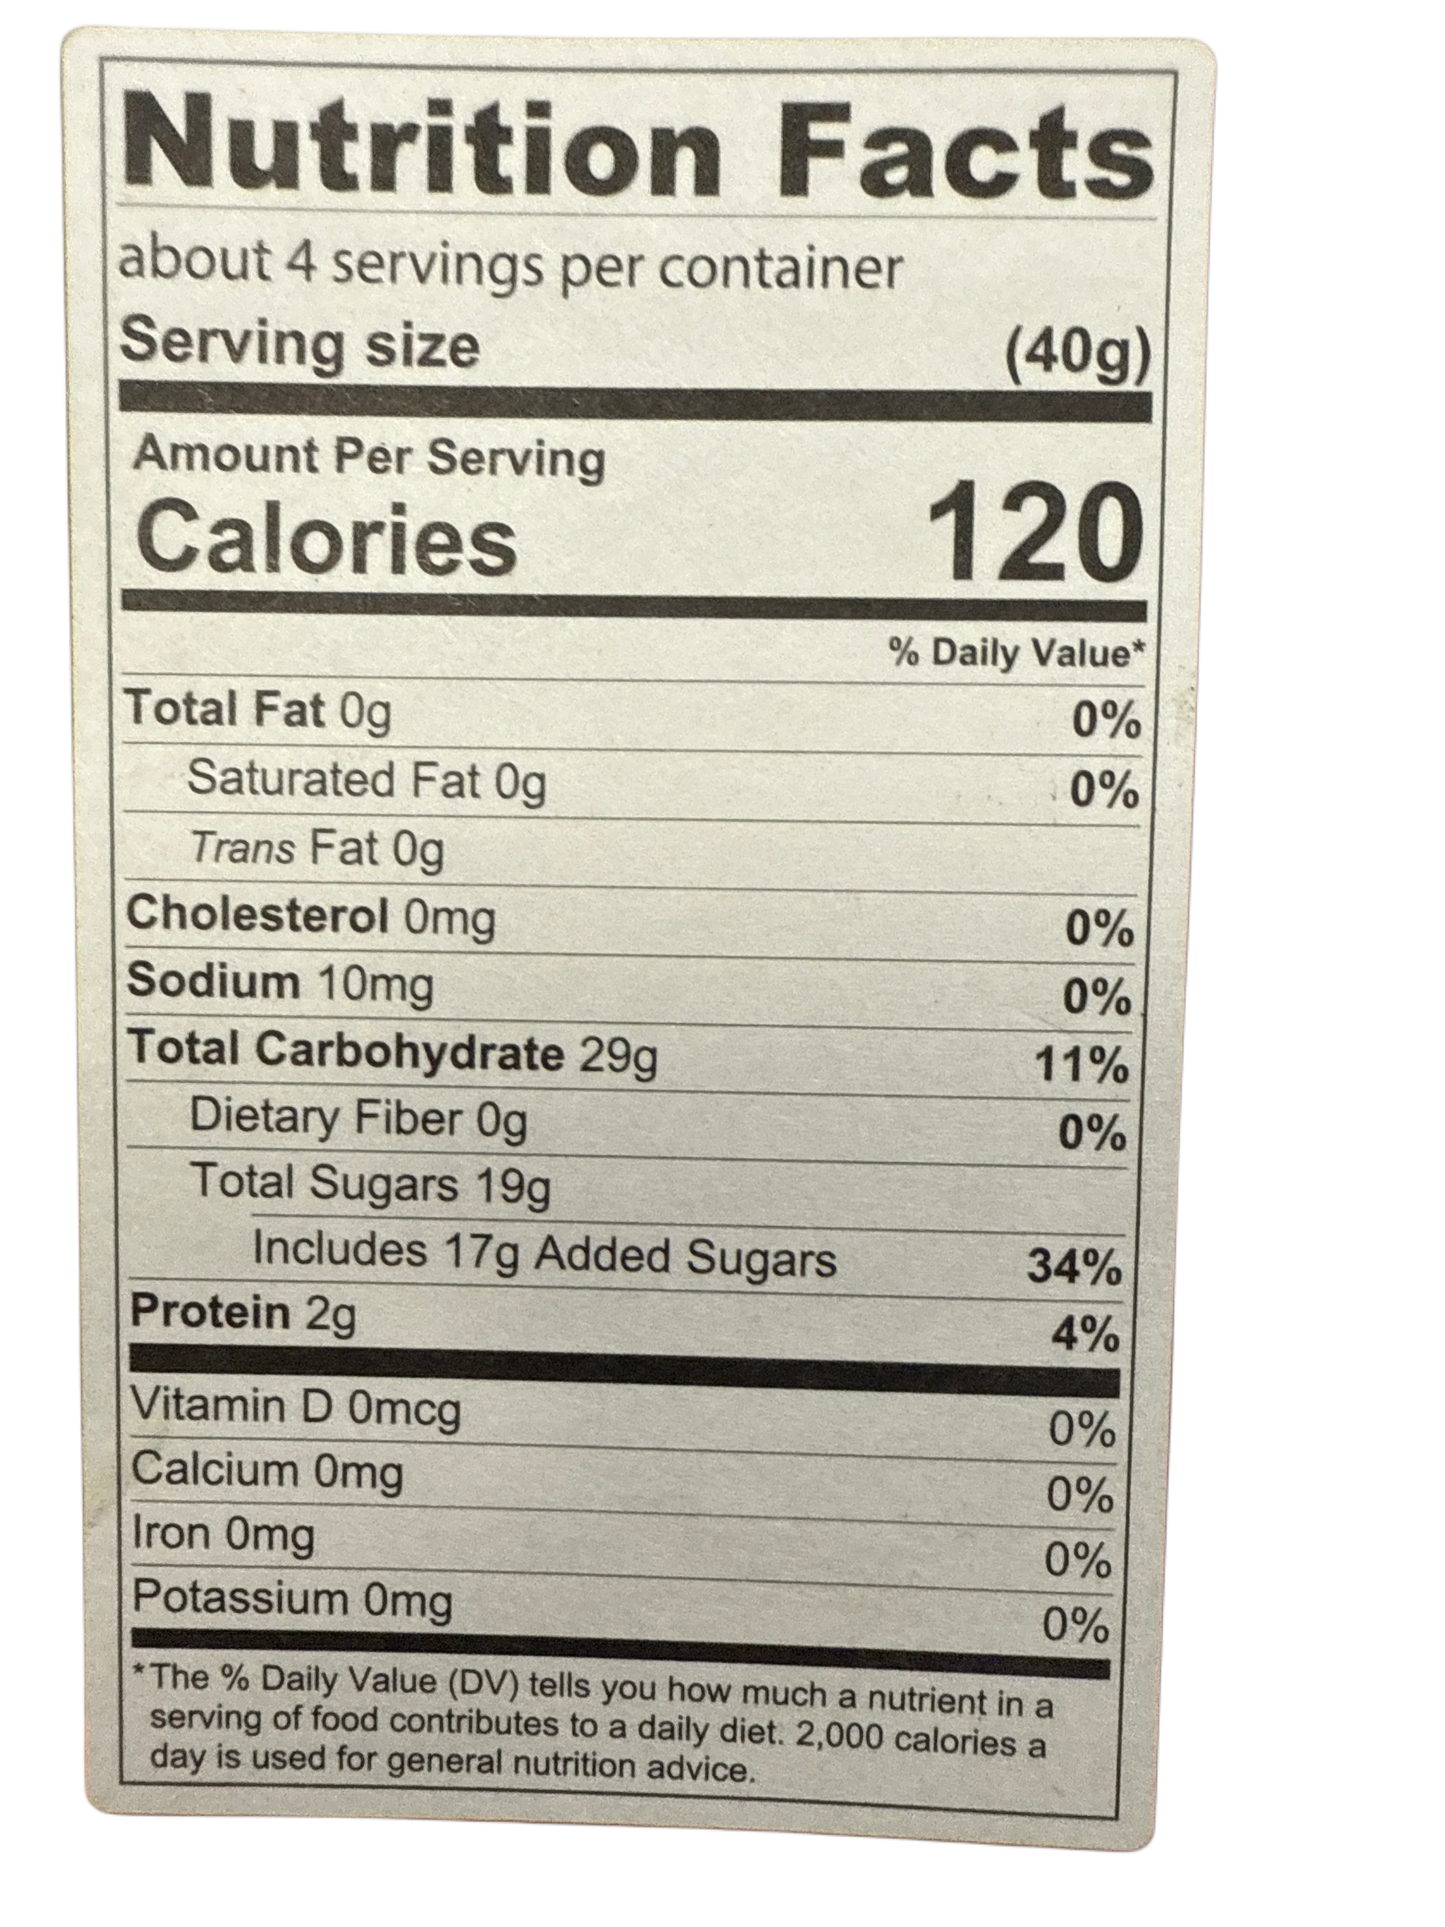 Nutrition Facts
about 4 servings per container
Serving size (40g)
Amount Per Serving
Calories 120
% Daily Value*
Total Fat 0g 0%
Saturated Fat 0g 0%
Trans Fat 0g
Cholesterol 0mg 0%
Sodium 10mg 0%
Total Carbohydrate 29g 11%
Dietary Fiber 0g 0%
Total Sugars 19g
Includes 17g Added Sugars 34%
Protein 2g 4%
Vitamin D 0mcg 0%
Calcium 0mg 0%
Iron 0mg 0%
Potassium 0mg 0%
*The % Daily Value (DV) tells you how much a nutrient in a
serving of food contributes to a daily diet. 2,000 calories a
day is used for general nutrition advice.